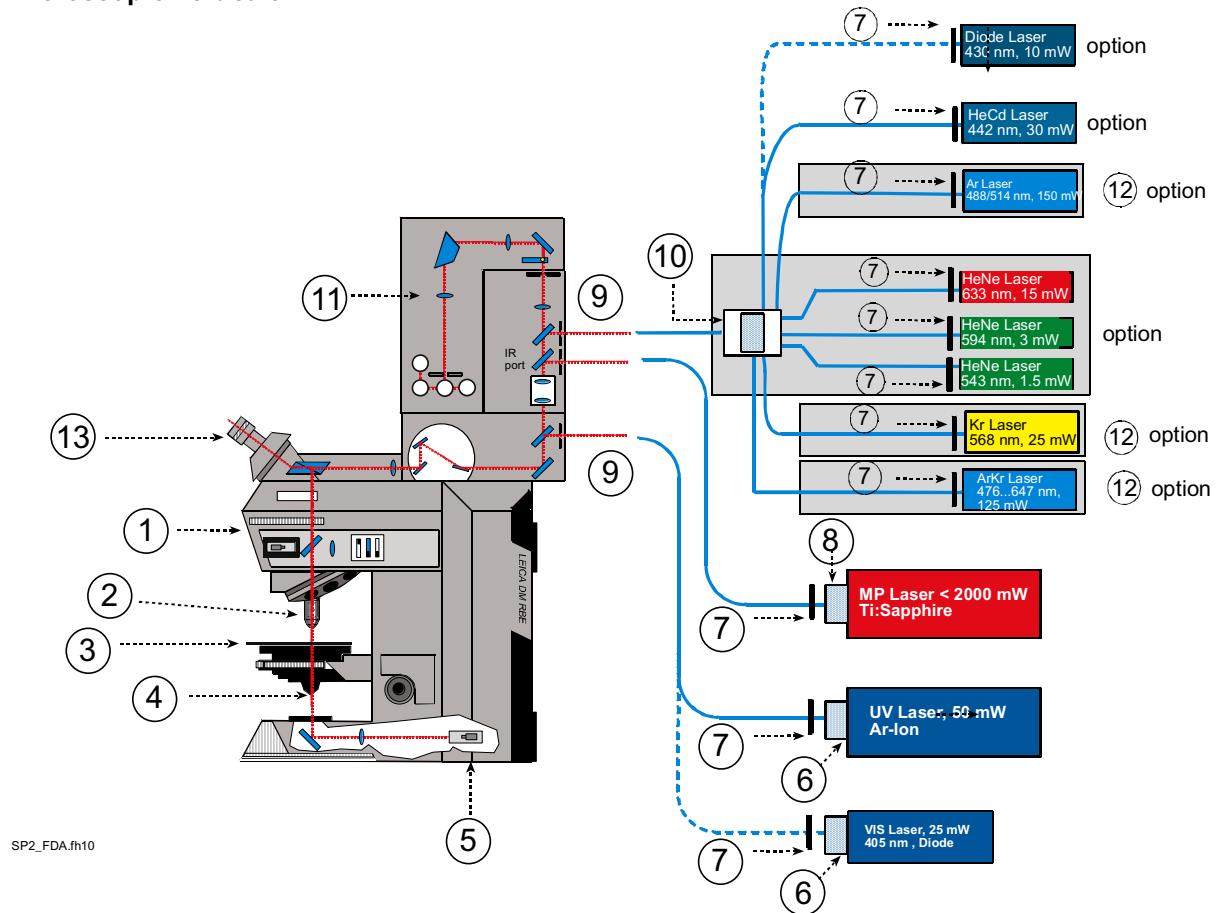 7
Diode Laser
430 nm, 10 mW
option
7
HeCd Laser
442 nm, 30 mW
option
7
Ar Laser
488/514 nm, 150 mW
12
option
10
11
9
7
HeNe Laser
633 nm, 15 mW
7
HeNe Laser
594 nm, 3 mW
option
7
HeNe Laser
543 nm, 1.5 mW
IR
port
13
9
7
Kr Laser
568 nm, 25 mW
12
option
7
ArKr Laser
476...647 nm,
125 mW
12
option
1
LEICA DM RBE
2
3
4
5
8
7
MP Laser < 2000 mW
Ti:Sapphire
7
6
UV Laser, 50 mW
Ar-Ion
7
6
VIS Laser, 25 mW
405 nm , Diode
SP2_FDA.fh10